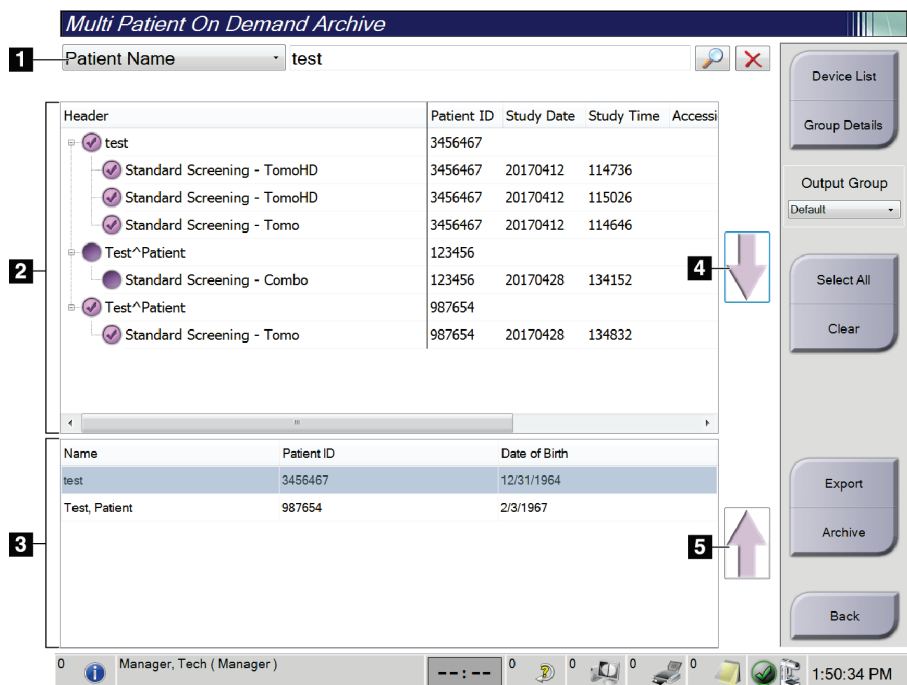 Multi Patient On Demand Archive
1
Patient Name test
Device List
Group Details
Output Group
Default
Select All
Clear
Export
Archive
Back
2
Header Patient ID Study Date Study Time Accessi
test 3456467
Standard Screening - TomoHD 3456467 20170412 114736
Standard Screening - TomoHD 3456467 20170412 115026
Standard Screening - Tomo 3456467 20170412 114646
Test^Patient 123456
Standard Screening - Combo 123456 20170428 134152
Test^Patient 987654
Standard Screening - Tomo 987654 20170428 134832
4
3
Name Patient ID Date of Birth
test 3456467 12/31/1964
Test, Patient 987654 2/3/1967
5
0 Manager, Tech ( Manager ) --:-- 0 0 0 0 1:50:34 PM